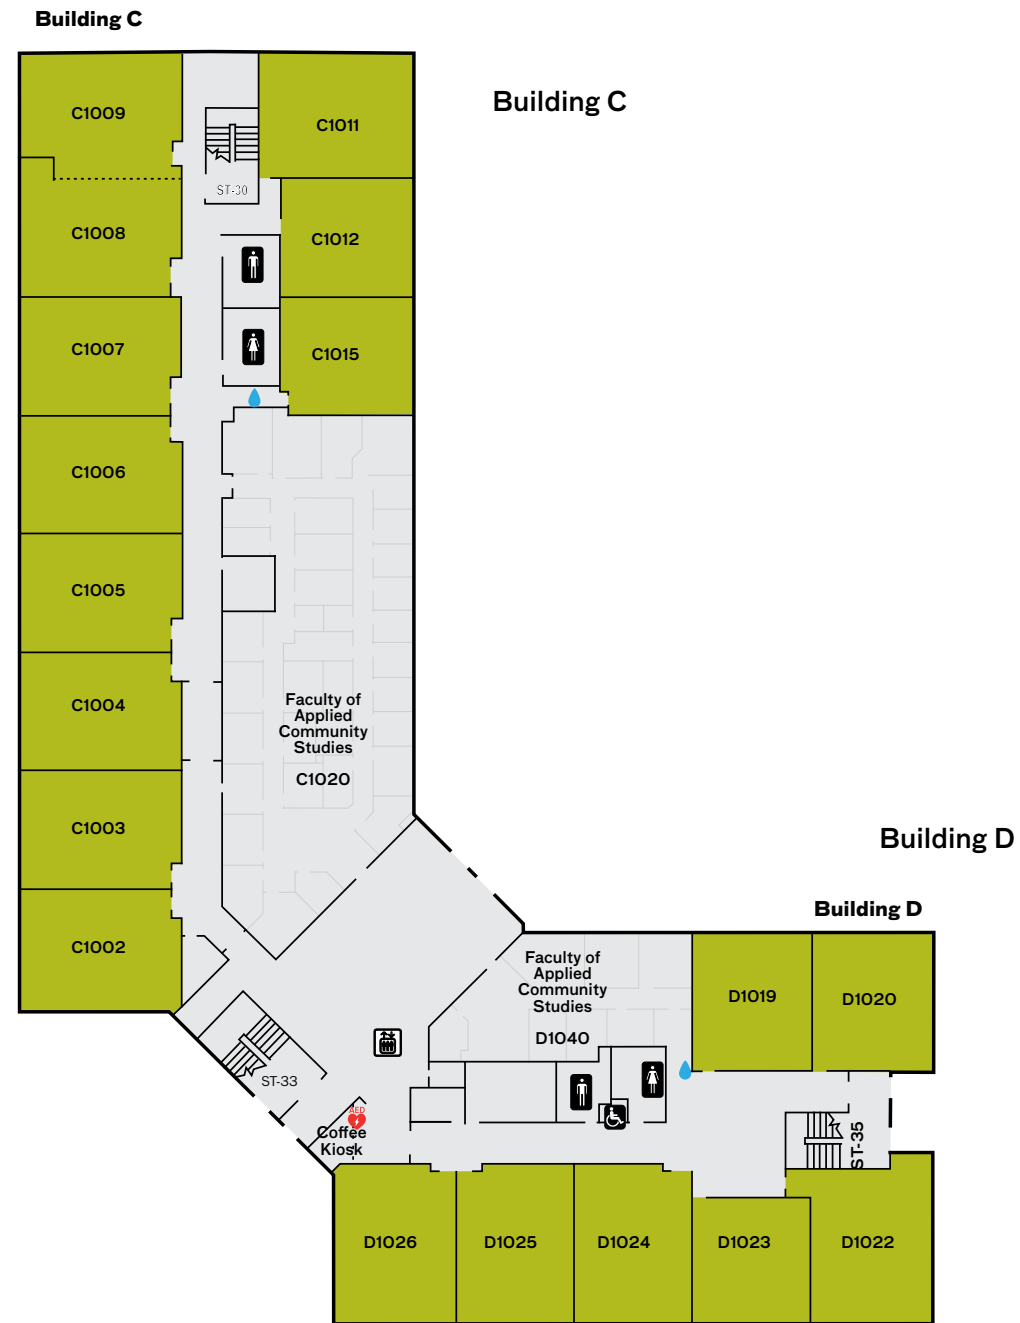 Building C
Building C
C1009
C1011
ST-30
C1008
C1012
C1007
C1015
C1006
C1005
C1004
Faculty of
Applied
Community
Studies
C1020
C1003
Building D
Building D
C1002
Faculty of
Applied
Community
Studies
D1040
D1019
D1020
ST-33
AED
Coffee
Kiosk
ST-35
D1026
D1025
D1024
D1023
D1022